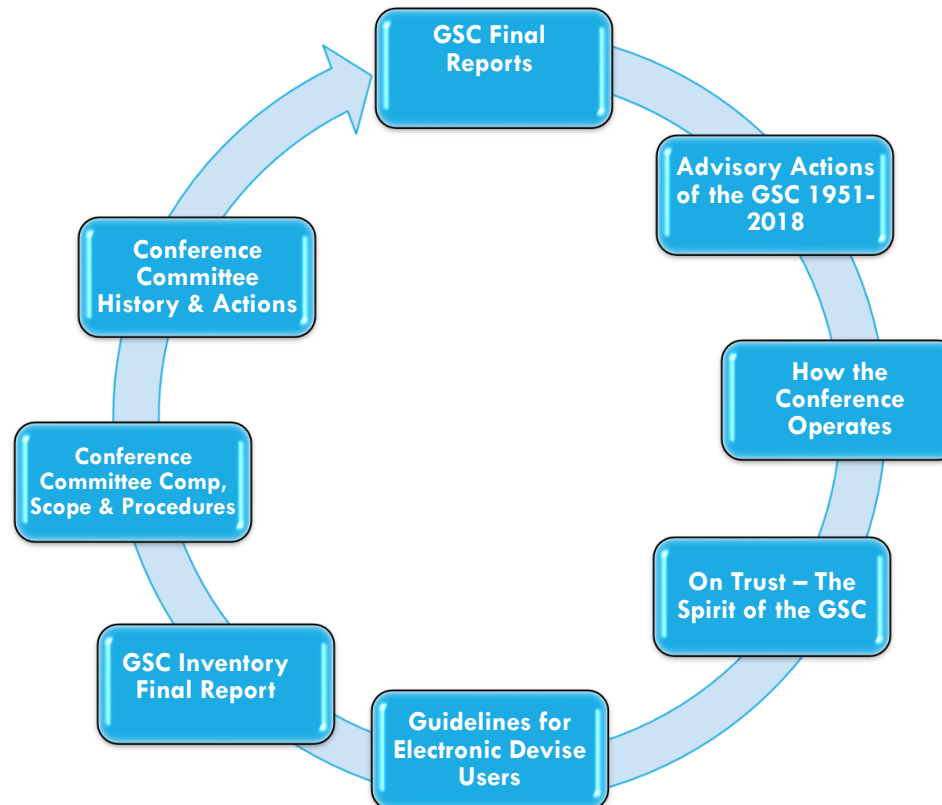 GSC Final
Reports
Advisory Actions
of the GSC 1951-
2018
How the
Conference
Operates
On Trust – The
Spirit of the GSC
Guidelines for
Electronic Devise
Users
GSC Inventory
Final Report
Conference
Committee Comp,
Scope & Procedures
Conference
Committee
History & Actions